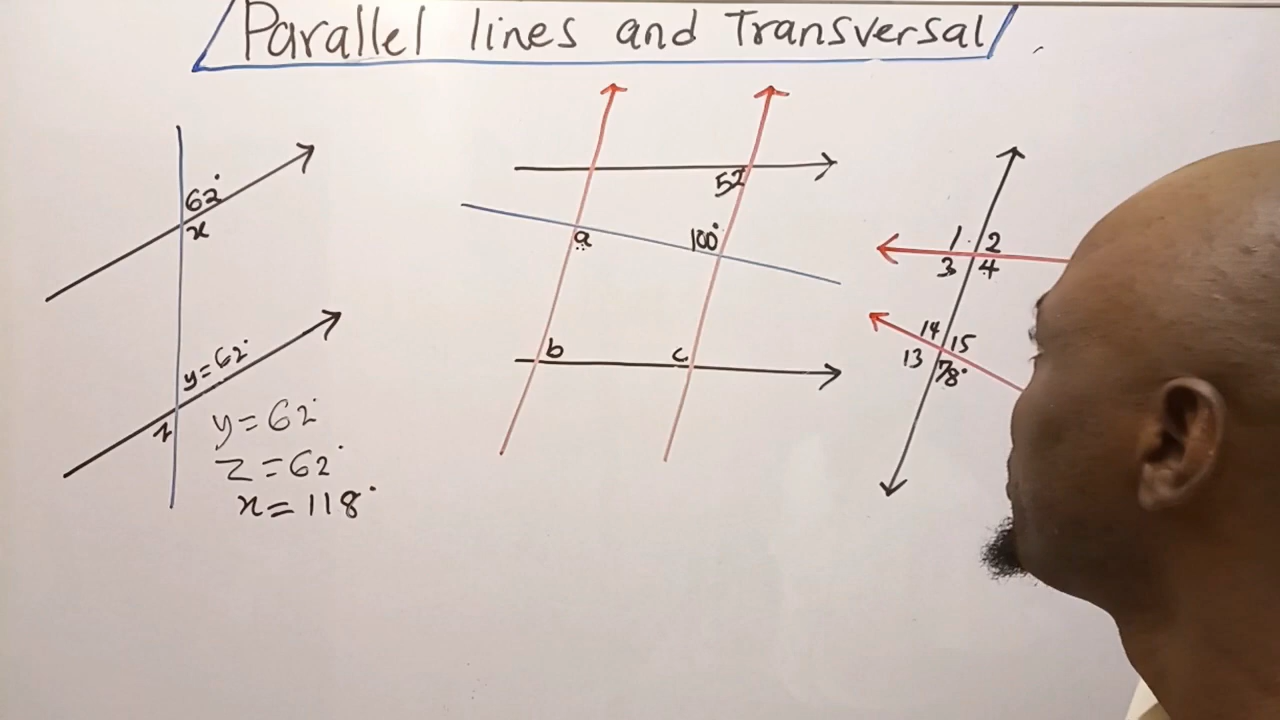 Parallel lines and Transversal
62°
x
y=62°
z
y=62°
z=62°
x=118°
52
100°
a
b
c
1 2
3 4
14 15
13 78°